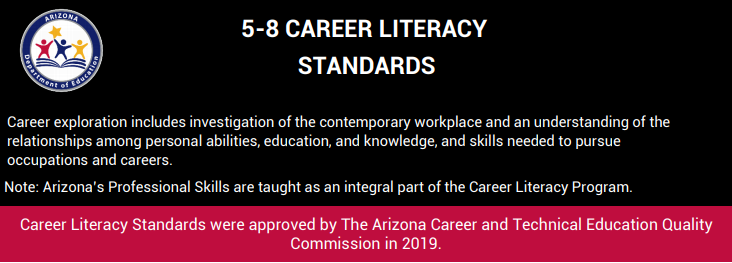 ARIZONA
Department of Education
5-8 CAREER LITERACY
STANDARDS
Career exploration includes investigation of the contemporary workplace and an understanding of the
relationships among personal abilities, education, and knowledge, and skills needed to pursue
occupations and careers.
Note: Arizona's Professional Skills are taught as an integral part of the Career Literacy Program.
Career Literacy Standards were approved by The Arizona Career and Technical Education Quality
Commission in 2019.